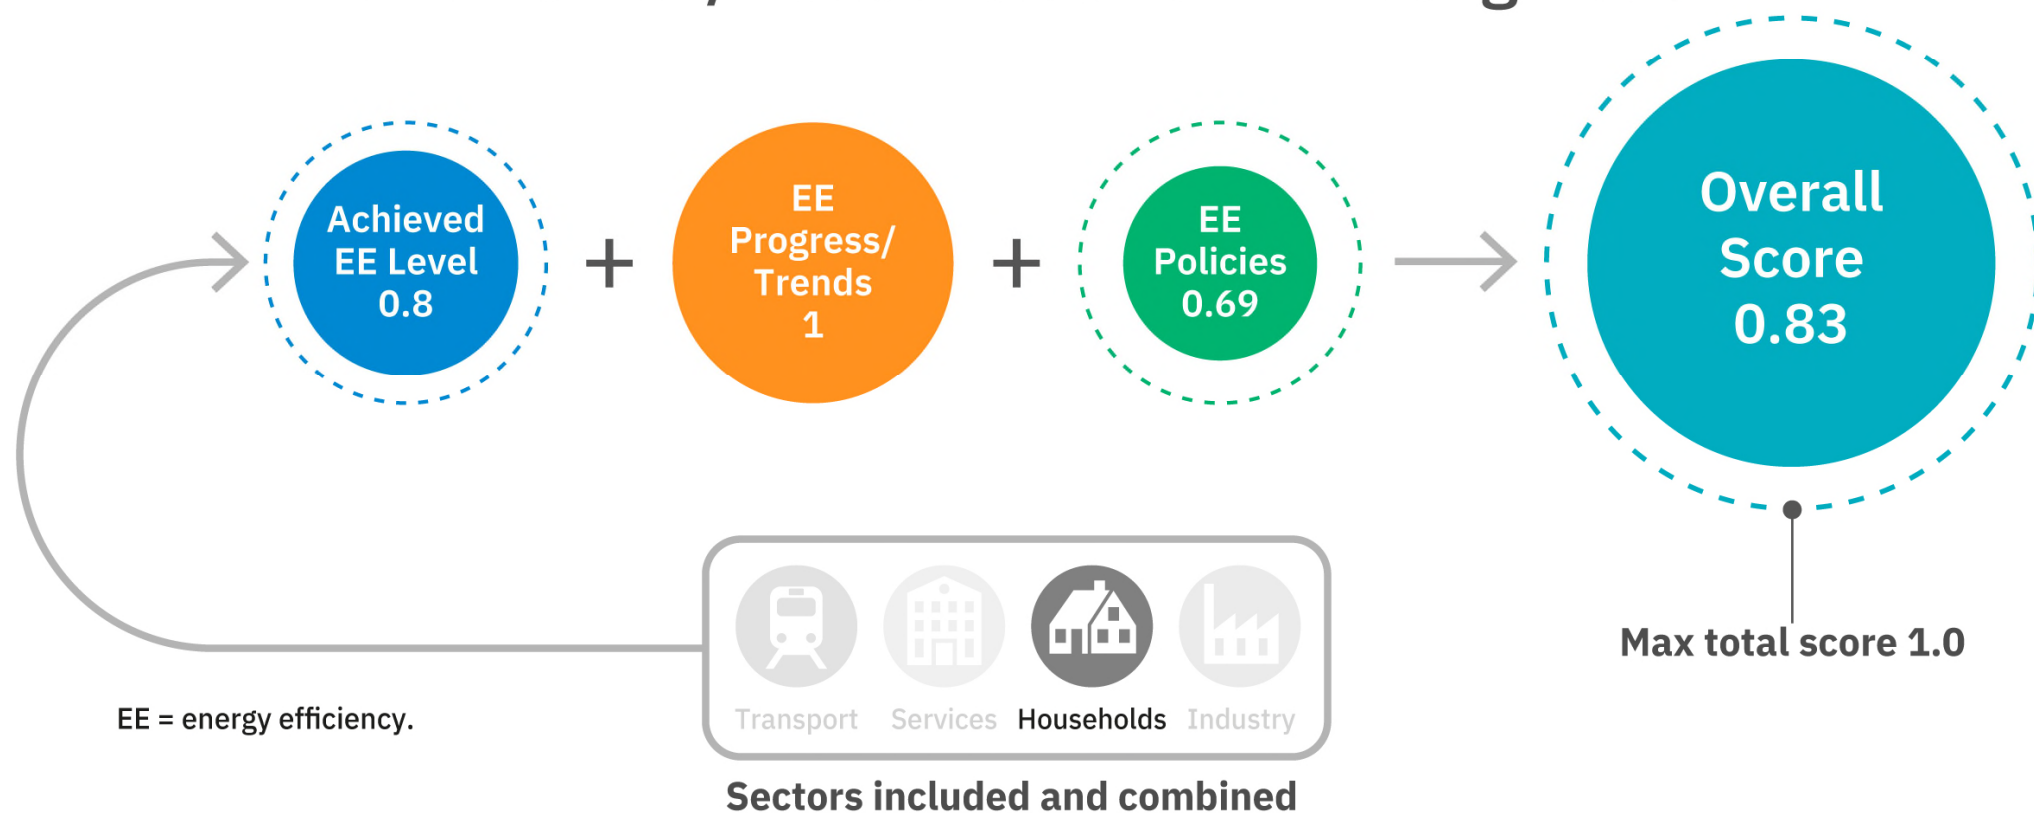 Achieved
EE Level
0.8
+
EE
Progress/
Trends
1
+
EE
Policies
0.69
Overall
Score
0.83
Max total score 1.0
Transport
Services
Households
Industry
EE = energy efficiency.
Sectors included and combined